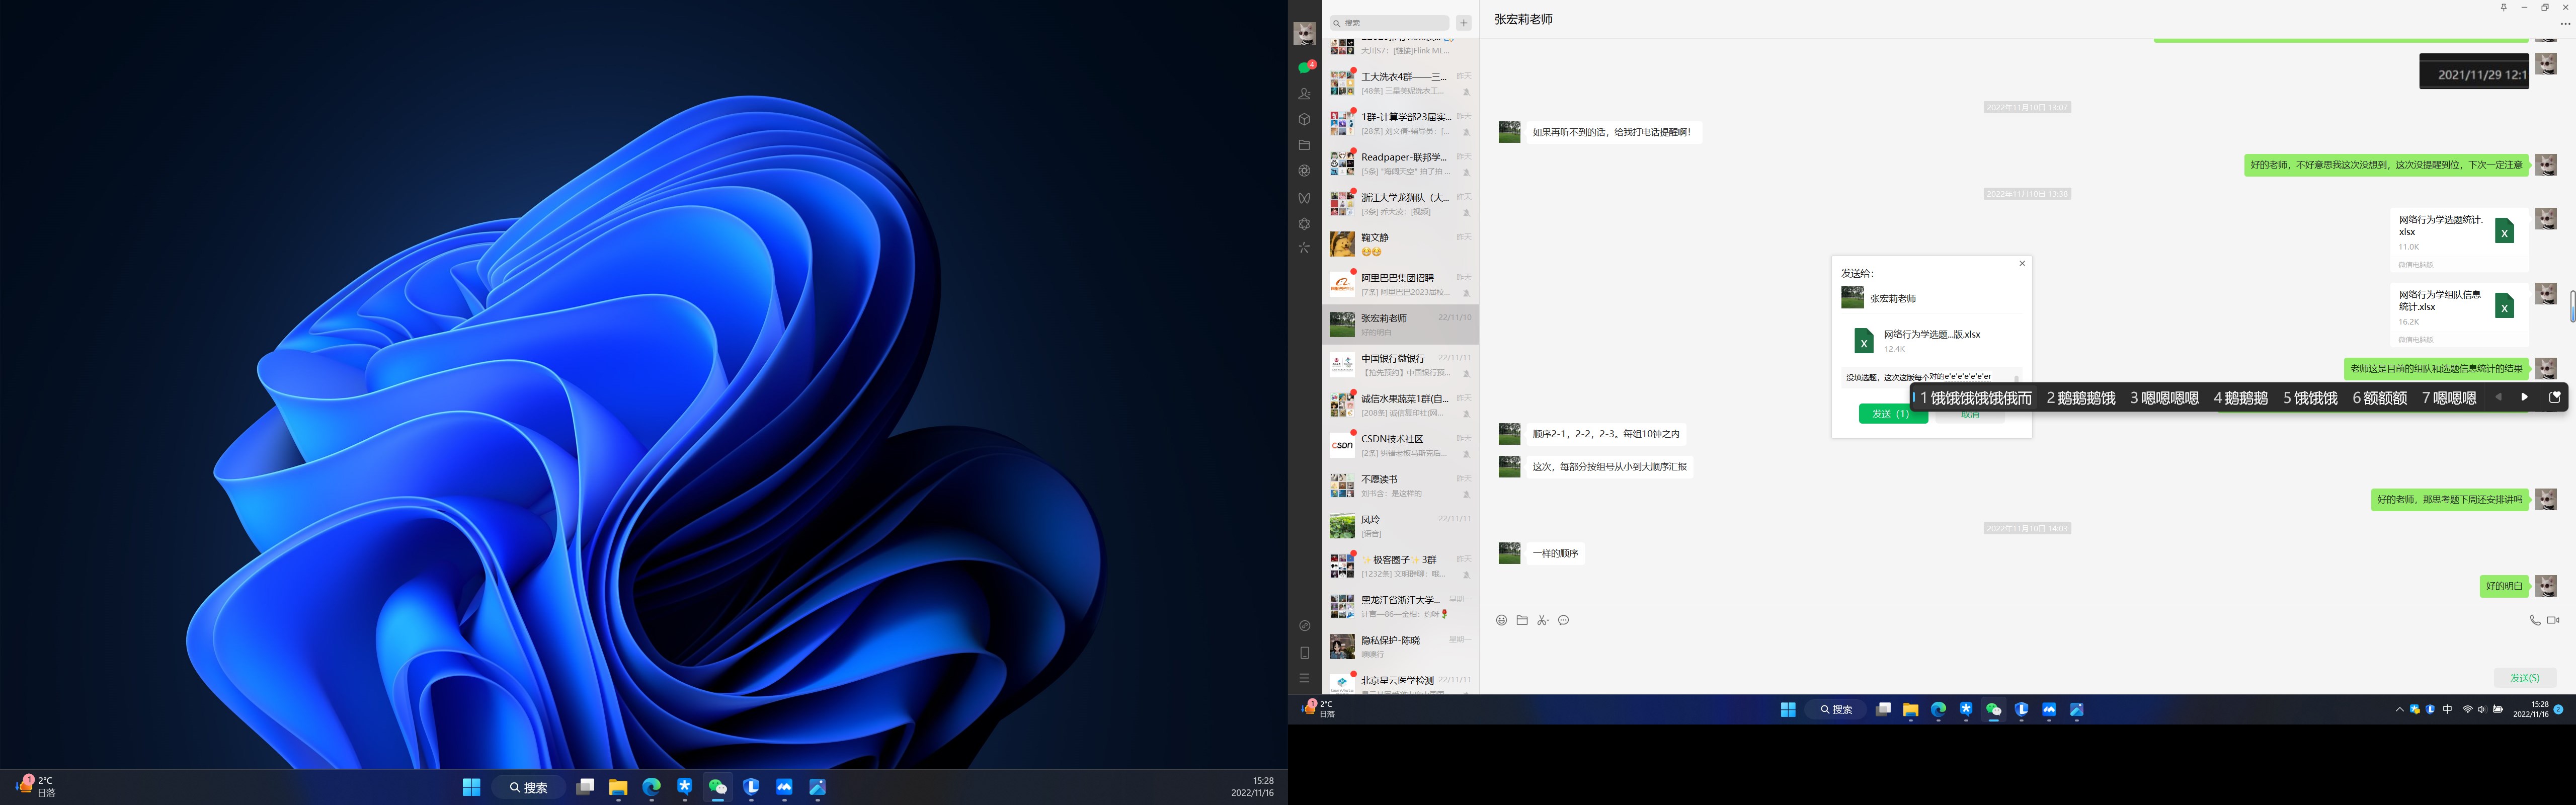 2°C
日落
搜索
15:28
2022/11/16
搜索
4
大川S7：[链接]Flink ML...
工大洗衣4群——三...
昨天
[48条] 三星美妮洗衣工...
1群-计算学部23届实...
昨天
[28条] 刘文倩-辅导员：[...
Readpaper-联邦学...
昨天
[5条] "海阔天空" 拍了拍 ...
浙江大学龙狮队（大...
昨天
[3条] 乔大凌：[视频]
鞠文静
昨天
阿里巴巴集团招聘
昨天
[7条] 阿里巴巴2023届校...
张宏莉老师
22/11/10
好的明白
中国银行微银行
22/11/11
【抢先预约】中国银行预...
诚信水果蔬菜1群(自...
昨天
[208条] 诚信复印社(网...
CSDN技术社区
昨天
[2条] 纠错老板马斯克后...
不愿读书
昨天
刘书含：是这样的
凤玲
22/11/11
[语音]
✨极客圈子✨3群
昨天
[1232条] 文明群聊：哦...
黑龙江省浙江大学...
星期一
隐私保护-陈晓
星期一
噢噢行
北京星云医学检测
22/11/11
张宏莉老师
2021/11/29 12:1
2022年11月10日 13:07
如果再听不到的话，给我打电话提醒啊！
好的老师，不好意思我这次没想到，这次没提醒到位，下次一定注意
2022年11月10日 13:38
网络行为学选题统计.
xlsx
11.0K
微信电脑版
网络行为学组队信息
统计.xlsx
16.2K
微信电脑版
老师这是目前的组队和选题信息统计的结果
顺序2-1，2-2，2-3。每组10钟之内
这次，每部分按组号从小到大顺序汇报
好的老师，那思考题下周还安排讲吗
2022年11月10日 14:03
一样的顺序
好的明白
发送(S)
发送给：
张宏莉老师
网络行为学选题...版.xlsx
12.4K
没填选题，这次这版每个对的e'e'e'e'e'e'er
1 饿饿饿饿饿俄而 2 鹅鹅鹅饿 3 嗯嗯嗯嗯 4 鹅鹅鹅 5 饿饿饿 6 额额额 7 嗯嗯嗯
发送（1）
取消
2°C
日落
搜索
中
15:28
2022/11/16
2